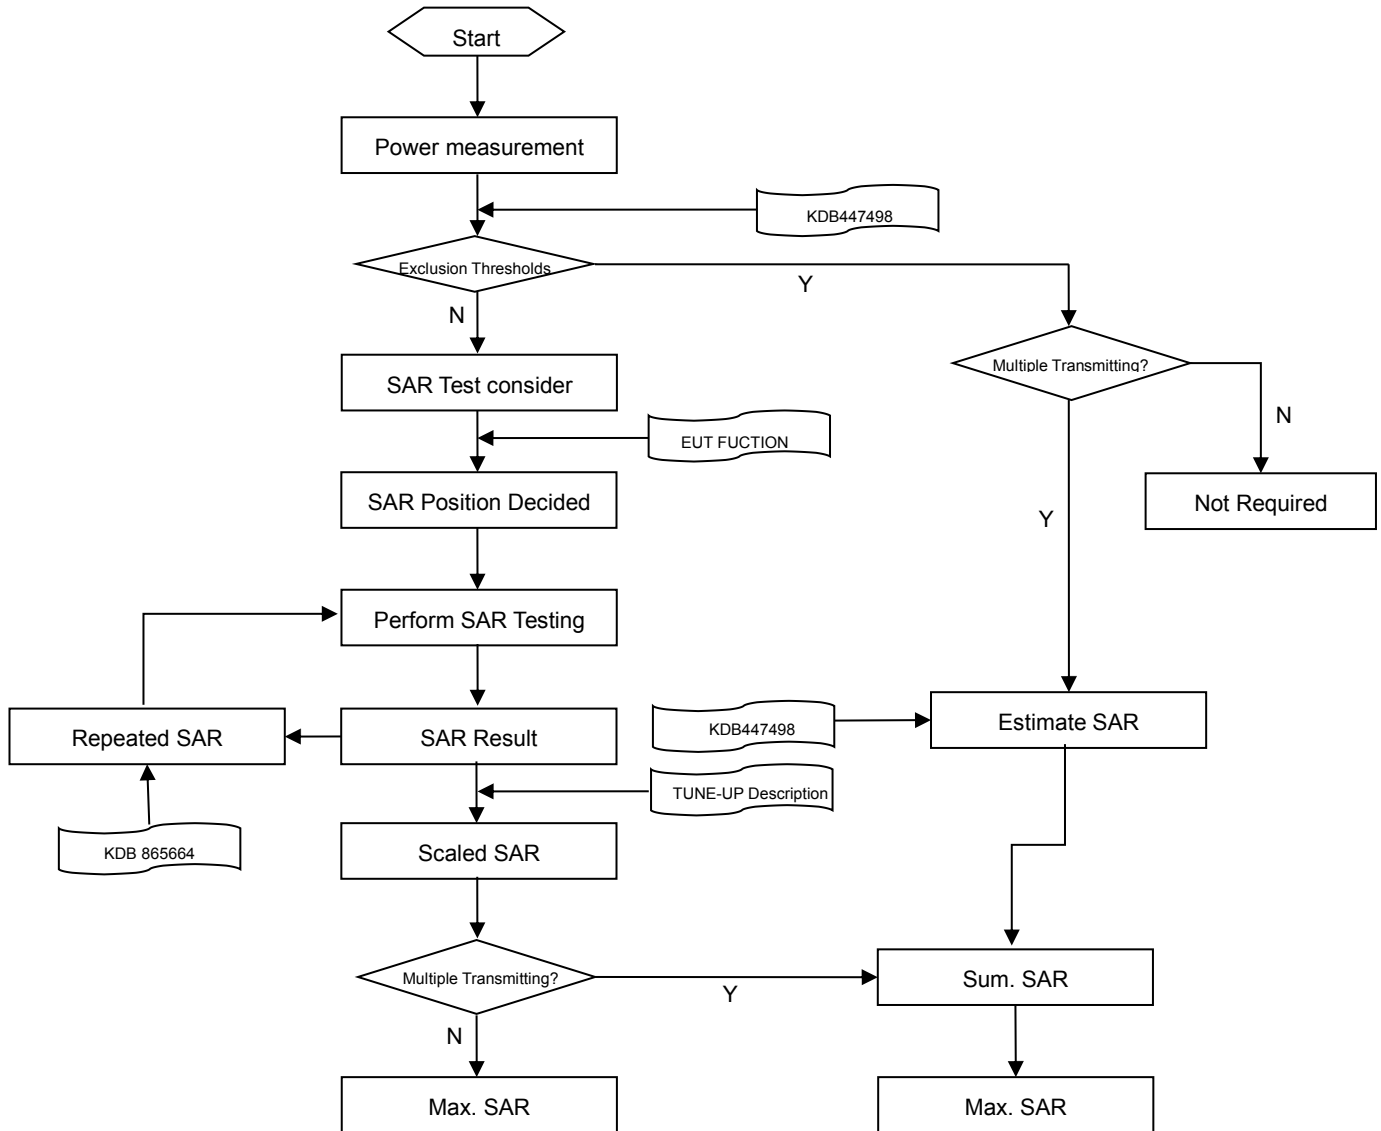 Start
Power measurement
KDB447498
Exclusion Thresholds
Y
N
Multiple Transmitting?
SAR Test consider
N
EUT FUCTION
SAR Position Decided
Not Required
Y
Perform SAR Testing
Repeated SAR
SAR Result
KDB447498
Estimate SAR
TUNE-UP Description
KDB 865664
Scaled SAR
Multiple Transmitting?
Y
Sum. SAR
N
Max. SAR
Max. SAR